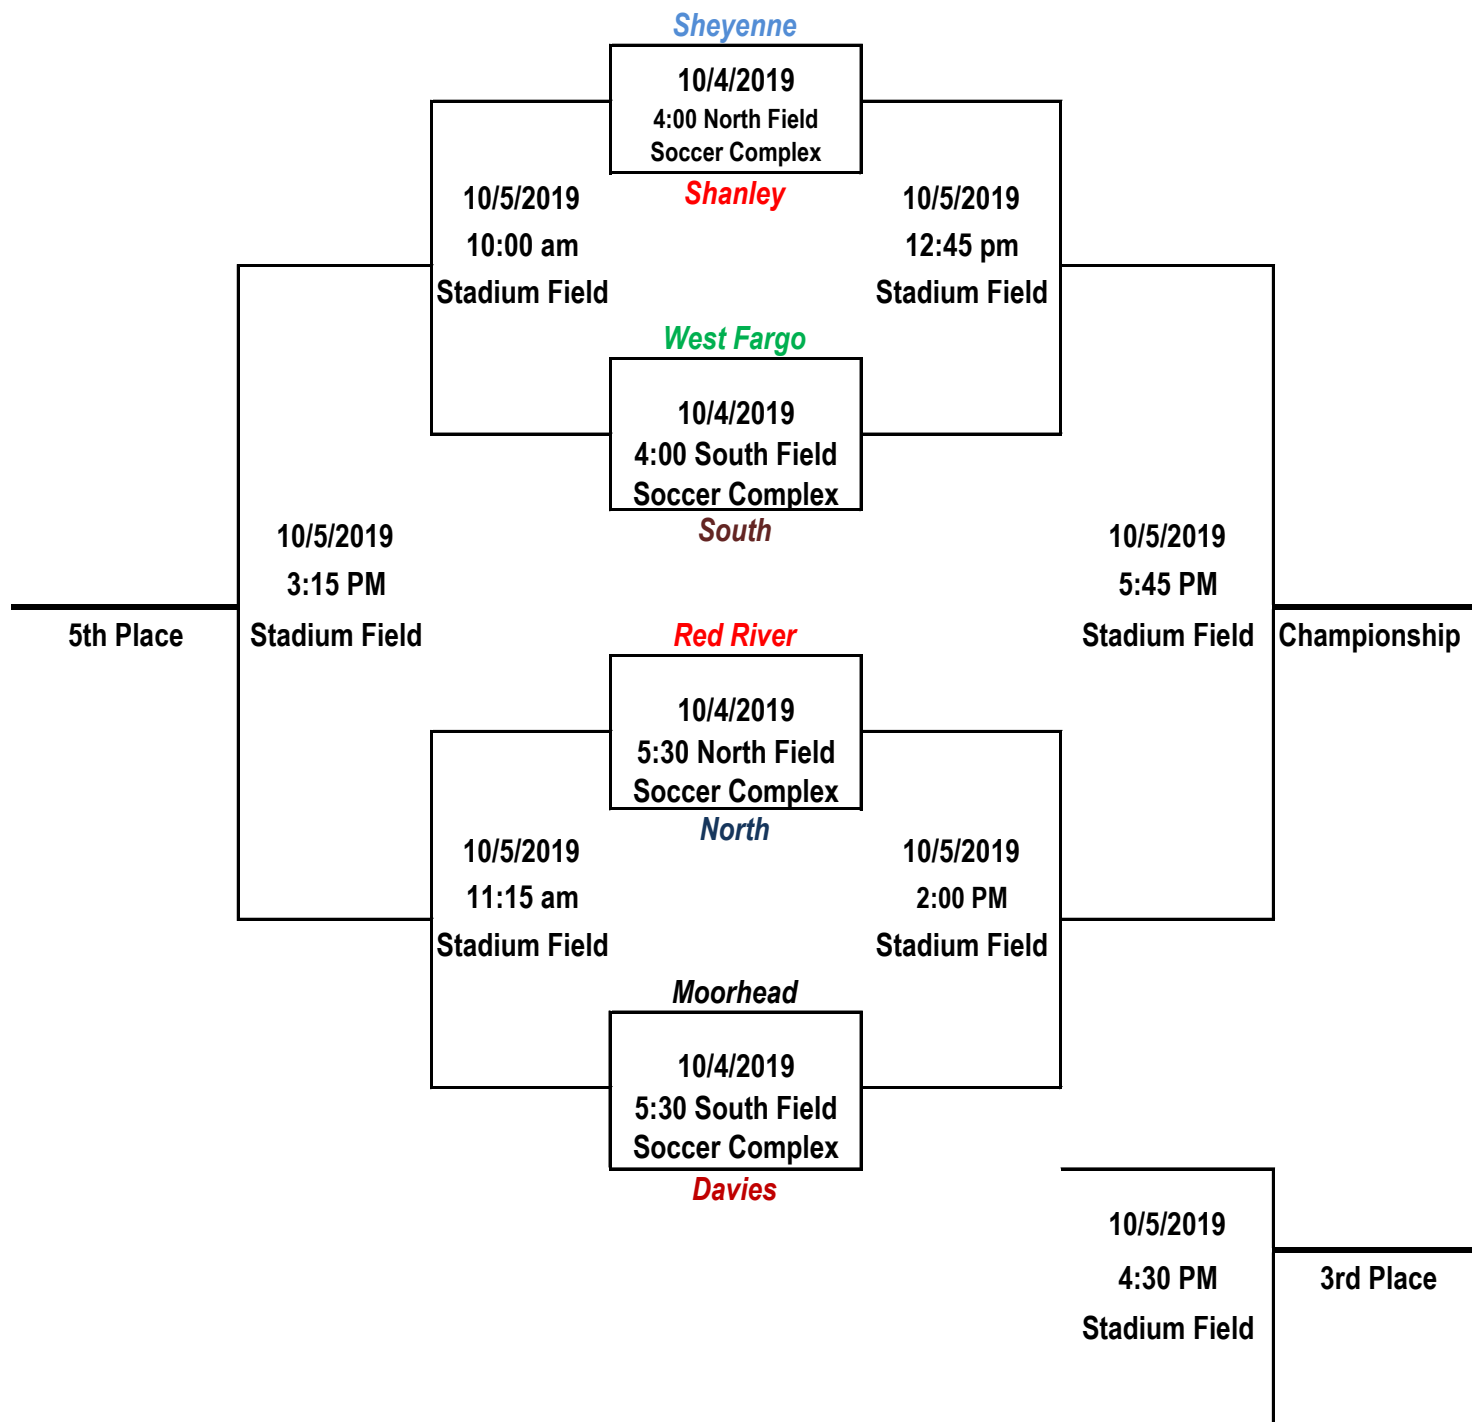 Sheyenne
10/4/2019
4:00 North Field
Soccer Complex
Shanley
10/5/2019
10:00 am
Stadium Field
10/5/2019
12:45 pm
Stadium Field
West Fargo
10/4/2019
4:00 South Field
Soccer Complex
South
10/5/2019
3:15 PM
Stadium Field
5th Place
10/5/2019
5:45 PM
Stadium Field
Championship
Red River
10/4/2019
5:30 North Field
Soccer Complex
North
10/5/2019
11:15 am
Stadium Field
10/5/2019
2:00 PM
Stadium Field
Moorhead
10/4/2019
5:30 South Field
Soccer Complex
Davies
10/5/2019
4:30 PM
Stadium Field
3rd Place